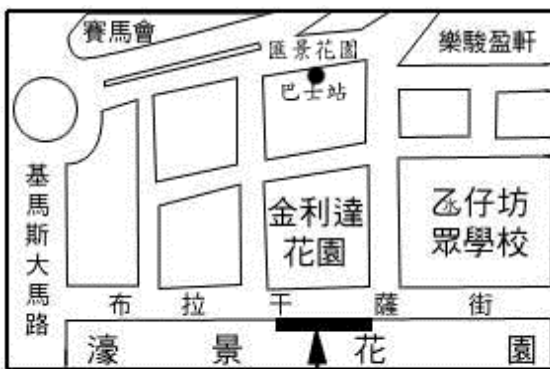 賽馬會
匯景花園
樂駿盈軒
巴士站
基馬斯大馬路
金利達
花園
氹仔坊
眾學校
布拉干薩街
濠景花園